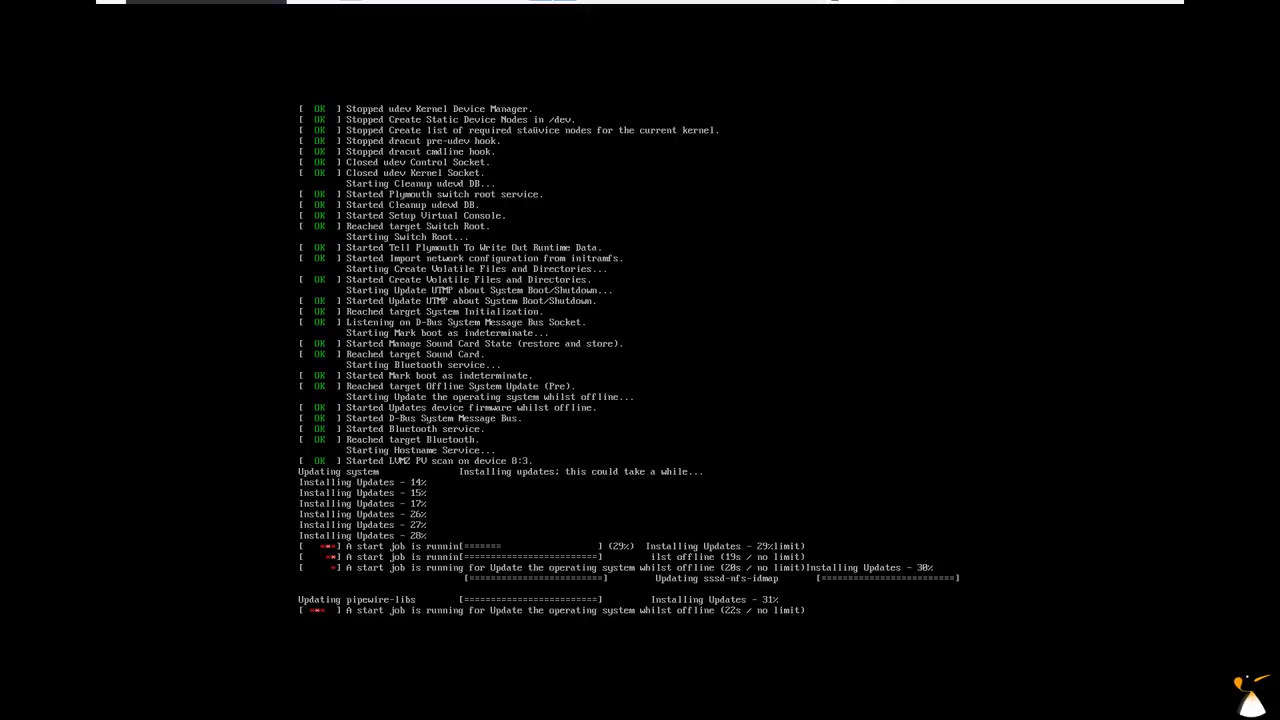 [  OK  ] Stopped udev Kernel Device Manager.
[  OK  ] Stopped Create Static Device Nodes in /dev.
[  OK  ] Stopped Create list of required staüvice nodes for the current kernel.
[  OK  ] Stopped dracut pre-udev hook.
[  OK  ] Stopped dracut cmdline hook.
[  OK  ] Closed udev Control Socket.
[  OK  ] Closed udev Kernel Socket.
Starting Cleanup udevd DB...
[  OK  ] Started Plymouth switch root service.
[  OK  ] Started Cleanup udevd DB.
[  OK  ] Started Setup Virtual Console.
[  OK  ] Reached target Switch Root.
Starting Switch Root...
[  OK  ] Started Tell Plymouth To Write Out Runtime Data.
[  OK  ] Started Import network configuration from initramfs.
Starting Create Volatile Files and Directories...
[  OK  ] Started Create Volatile Files and Directories.
Starting Update UTMP about System Boot/Shutdown...
[  OK  ] Started Update UTMP about System Boot/Shutdown.
[  OK  ] Reached target System Initialization.
[  OK  ] Listening on D-Bus System Message Bus Socket.
Starting Mark boot as indeterminate...
[  OK  ] Started Manage Sound Card State (restore and store).
[  OK  ] Reached target Sound Card.
Starting Bluetooth service...
[  OK  ] Started Mark boot as indeterminate.
[  OK  ] Reached target Offline System Update (Pre).
Starting Update the operating system whilst offline...
[  OK  ] Started Updates device firmware whilst offline.
[  OK  ] Started D-Bus System Message Bus.
[  OK  ] Started Bluetooth service.
[  OK  ] Reached target Bluetooth.
Starting Hostname Service...
[  OK  ] Started LVM2 PV scan on device 8:3.
Updating system Installing updates; this could take a while...
Installing Updates - 14%
Installing Updates - 15%
Installing Updates - 17%
Installing Updates - 26%
Installing Updates - 27%
Installing Updates - 28%
[   ***] A start job is runnin[=======                  ] (29%)  Installing Updates - 29%limit)
[    **] A start job is runnin[=========================]         ilst offline (19s / no limit)
[     *] A start job is running for Update the operating system whilst offline (20s / no limit)Installing Updates - 30%
[=========================]         Updating sssd-nfs-idmap        [=========================]
Updating pipewire-libs        [=========================]         Installing Updates - 31%
[ ***  ] A start job is running for Update the operating system whilst offline (22s / no limit)